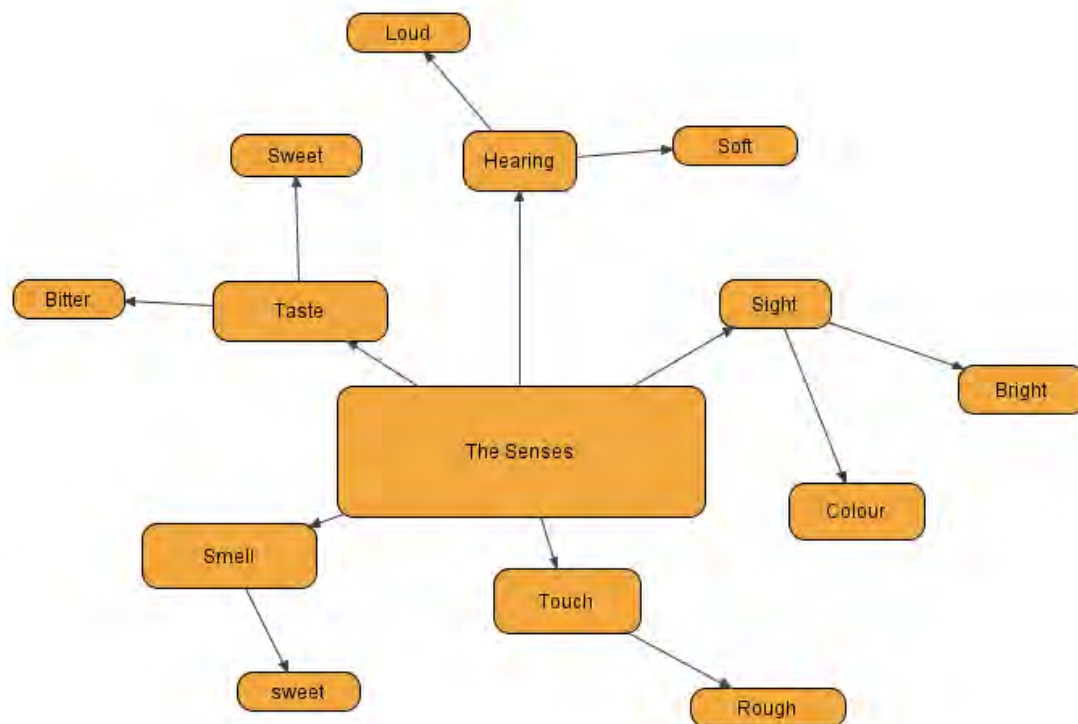 Loud
Hearing
Soft
Sweet
Bitter
Taste
Sight
Bright
The Senses
Colour
Smell
Touch
sweet
Rough